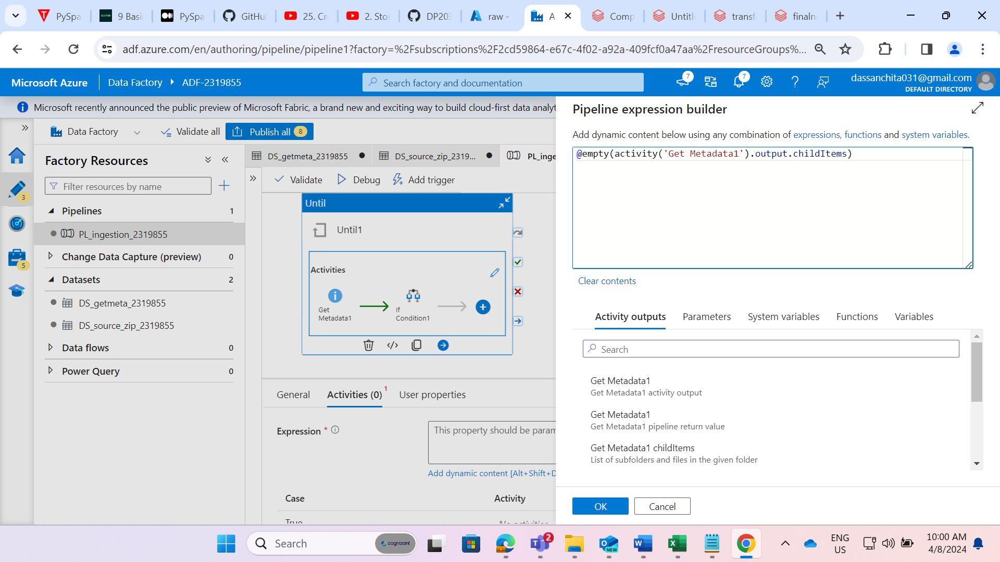 PySpa
9 Basi
PySpa
GitHu
25. Cr
2. Stor
DP203
raw -
A
Comp
Untitle
transf
finaln
adf.azure.com/en/authoring/pipeline/pipeline1?factory=%2Fsubscriptions%2F2cd59864-e67c-4f02-a92a-409fcf0a47aa%2FresourceGroups%...
Microsoft Azure
Data Factory
ADF-2319855
Search factory and documentation
7
7
dassanchita031@gmail.com
DEFAULT DIRECTORY
Microsoft recently announced the public preview of Microsoft Fabric, a brand new and exciting way to build cloud-first data analyt
Data Factory
Validate all
Publish all 8
Factory Resources
Filter resources by name
3
5
Pipelines 1
PL_ingestion_2319855
Change Data Capture (preview) 0
Datasets 2
DS_getmeta_2319855
DS_source_zip_2319855
Data flows 0
Power Query 0
DS_getmeta_2319855
DS_source_zip_2319...
PL_inge
Validate
Debug
Add trigger
Until
Until1
Activities
Get
Metadata1
If
Condition1
General
Activities (0) 1
User properties
Expression *
This property should be param
Add dynamic content [Alt+Shift+D
Case
Activity
True
No activities
Pipeline expression builder
Add dynamic content below using any combination of expressions, functions and system variables.
@empty(activity('Get Metadata1').output.childItems)
Clear contents
Activity outputs
Parameters
System variables
Functions
Variables
Search
Get Metadata1
Get Metadata1 activity output
Get Metadata1
Get Metadata1 pipeline return value
Get Metadata1 childItems
List of subfolders and files in the given folder
OK
Cancel
Search
cognizant
2
NEW
ENG
US
10:00 AM
4/8/2024